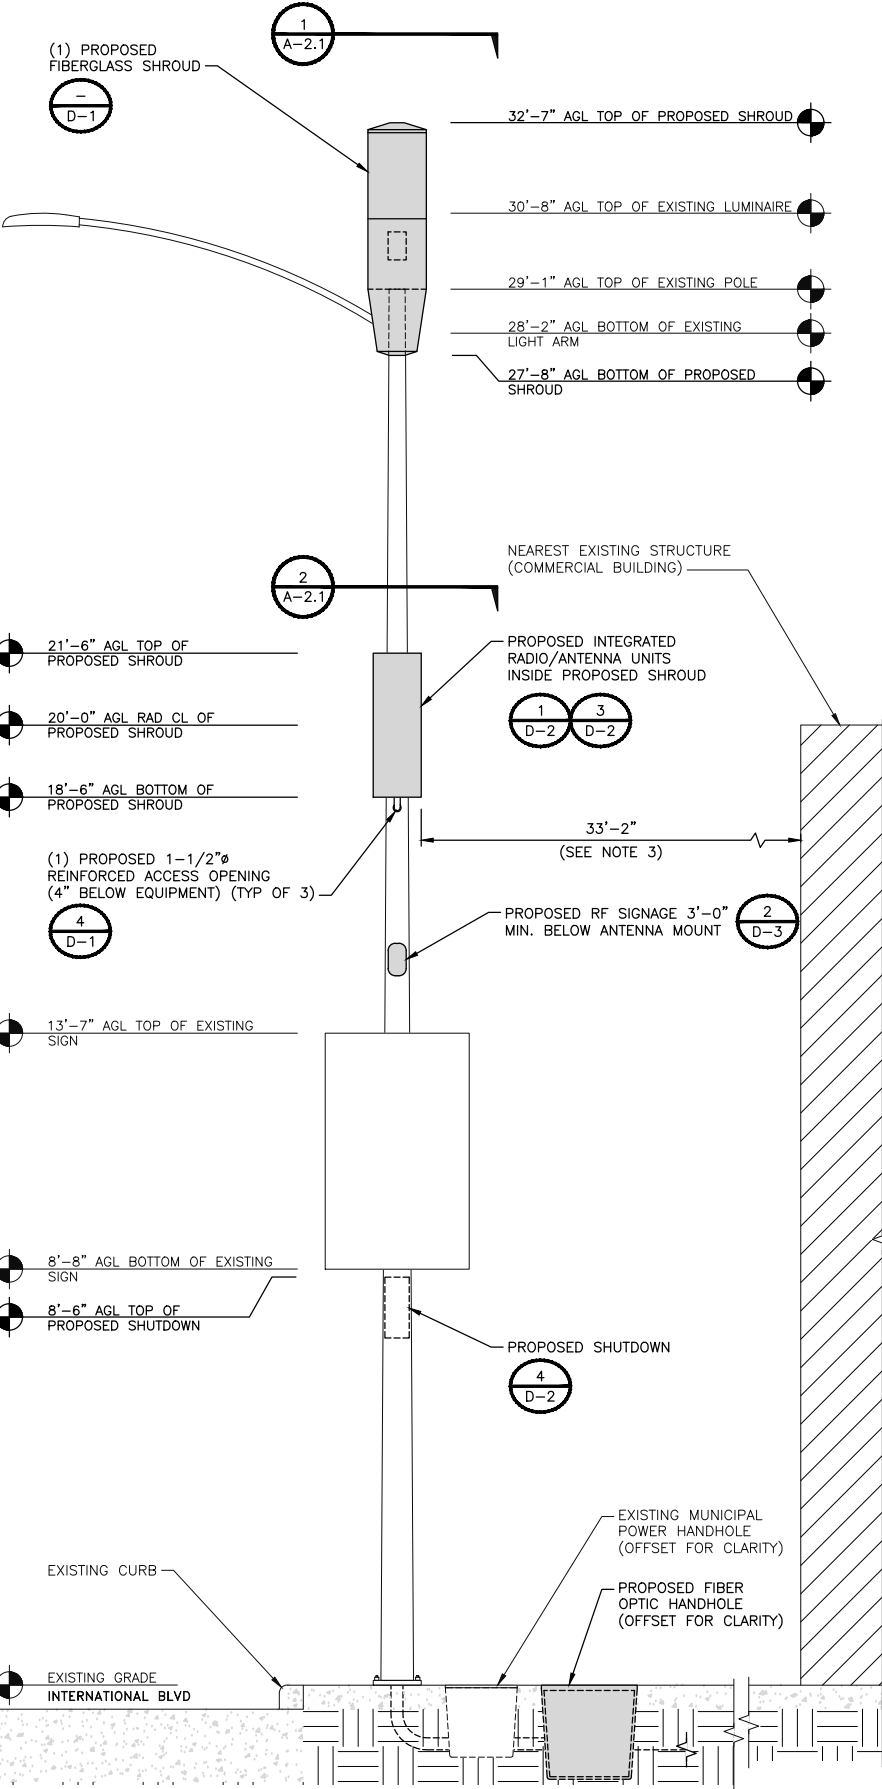 1
A-2.1
(1) PROPOSED
FIBERGLASS SHROUD
-
D-1
32'-7" AGL TOP OF PROPOSED SHROUD
30'-8" AGL TOP OF EXISTING LUMINAIRE
29'-1" AGL TOP OF EXISTING POLE
28'-2" AGL BOTTOM OF EXISTING
LIGHT ARM
27'-8" AGL BOTTOM OF PROPOSED
SHROUD
NEAREST EXISTING STRUCTURE
(COMMERCIAL BUILDING)
2
A-2.1
21'-6" AGL TOP OF
PROPOSED SHROUD
PROPOSED INTEGRATED
RADIO/ANTENNA UNITS
INSIDE PROPOSED SHROUD
1
D-2
3
D-2
20'-0" AGL RAD CL OF
PROPOSED SHROUD
18'-6" AGL BOTTOM OF
PROPOSED SHROUD
33'-2"
(SEE NOTE 3)
(1) PROPOSED 1-1/2"ø
REINFORCED ACCESS OPENING
(4" BELOW EQUIPMENT) (TYP OF 3)
4
D-1
PROPOSED RF SIGNAGE 3'-0"
MIN. BELOW ANTENNA MOUNT
2
D-3
13'-7" AGL TOP OF EXISTING
SIGN
8'-8" AGL BOTTOM OF EXISTING
SIGN
8'-6" AGL TOP OF
PROPOSED SHUTDOWN
PROPOSED SHUTDOWN
4
D-2
EXISTING MUNICIPAL
POWER HANDHOLE
(OFFSET FOR CLARITY)
EXISTING CURB
PROPOSED FIBER
OPTIC HANDHOLE
(OFFSET FOR CLARITY)
EXISTING GRADE
INTERNATIONAL BLVD